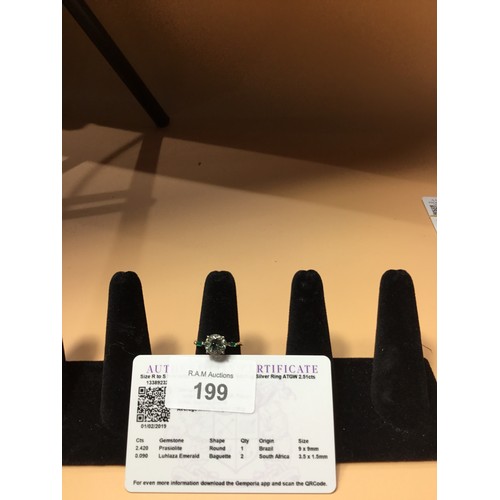 AUT RTIFICATE
Size R to S Silver Ring ATGW 2.51cts
R.A.M Auctions
199
01/02/2019
Cts Gemstone Shape Qty Origin Size
2.420 Prasiolite Round 1 Brazil 9 x 9mm
0.090 Luhlaza Emerald Baguette 2 South Africa 3.5 x 1.5mm
For even more information download the Gemporia app and scan the QRCode.